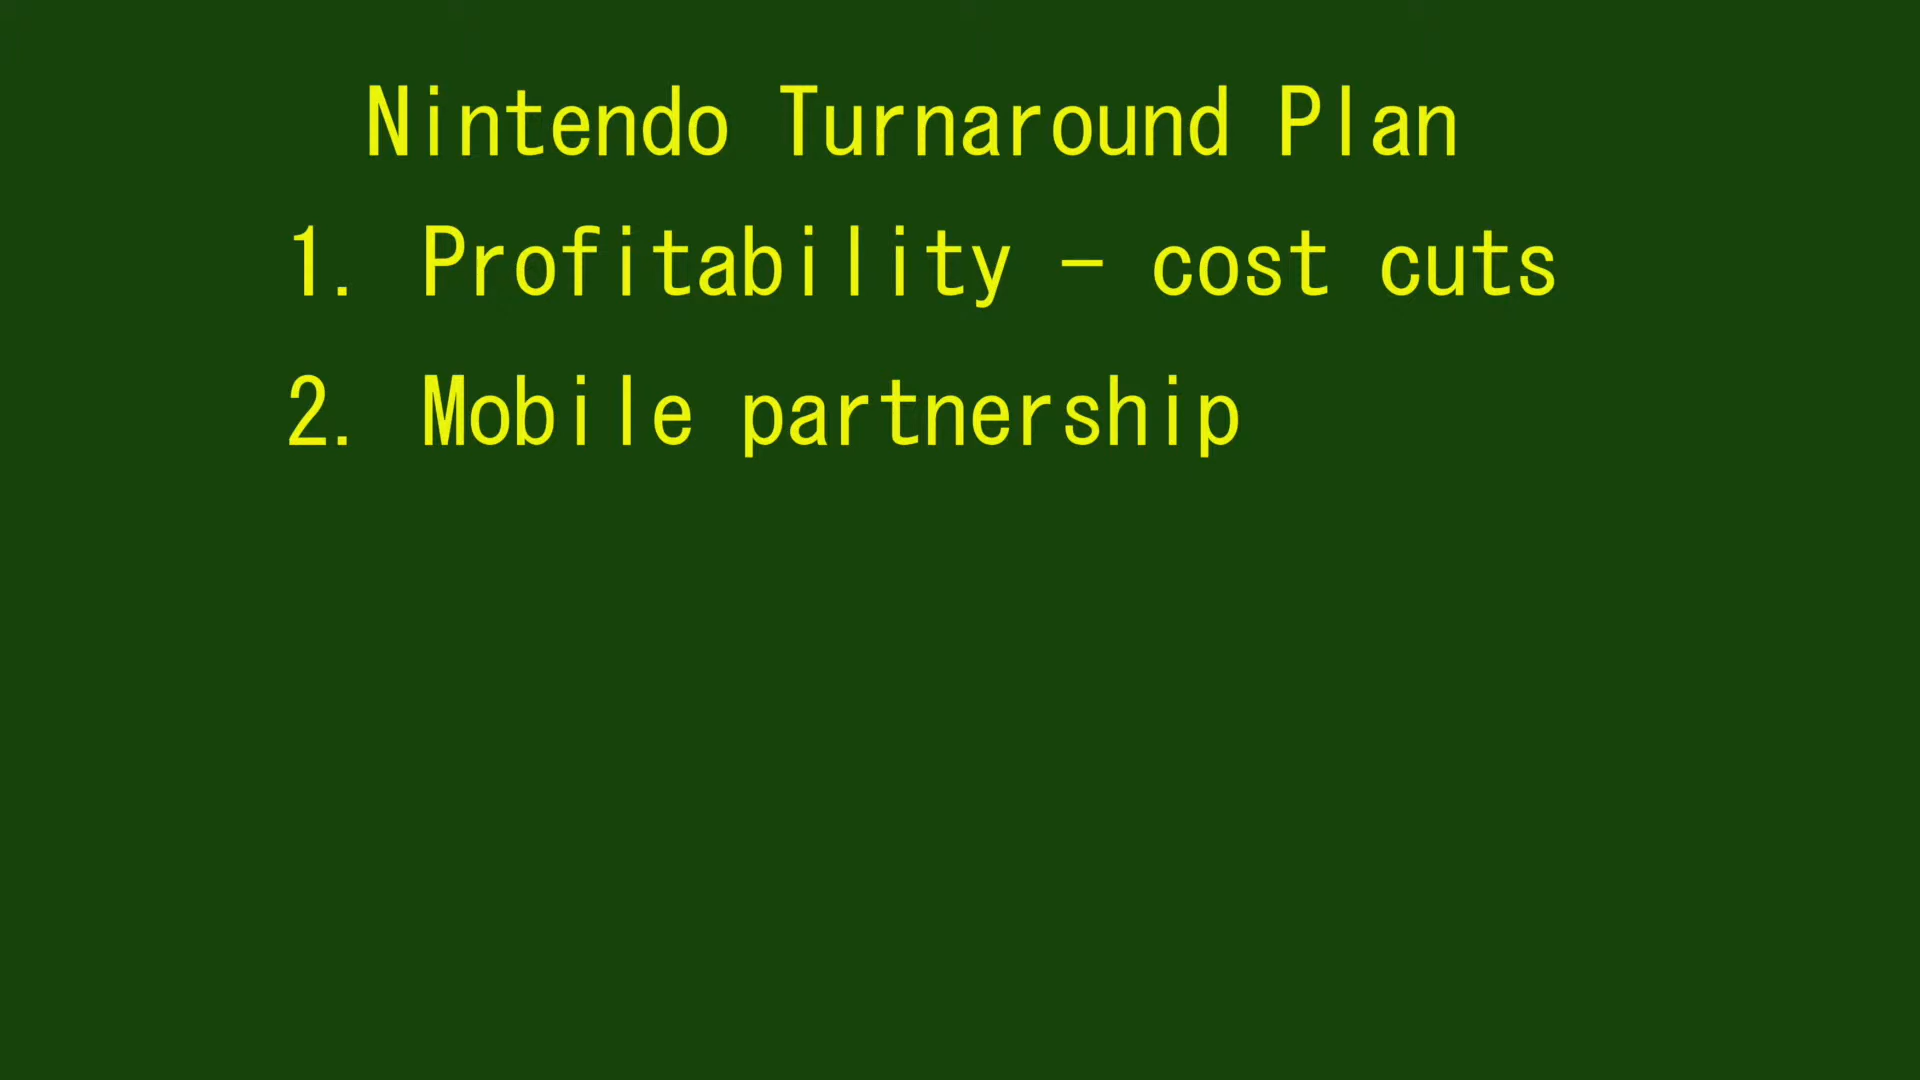 Nintendo Turnaround Plan
1. Profitability – cost cuts
2. Mobile partnership